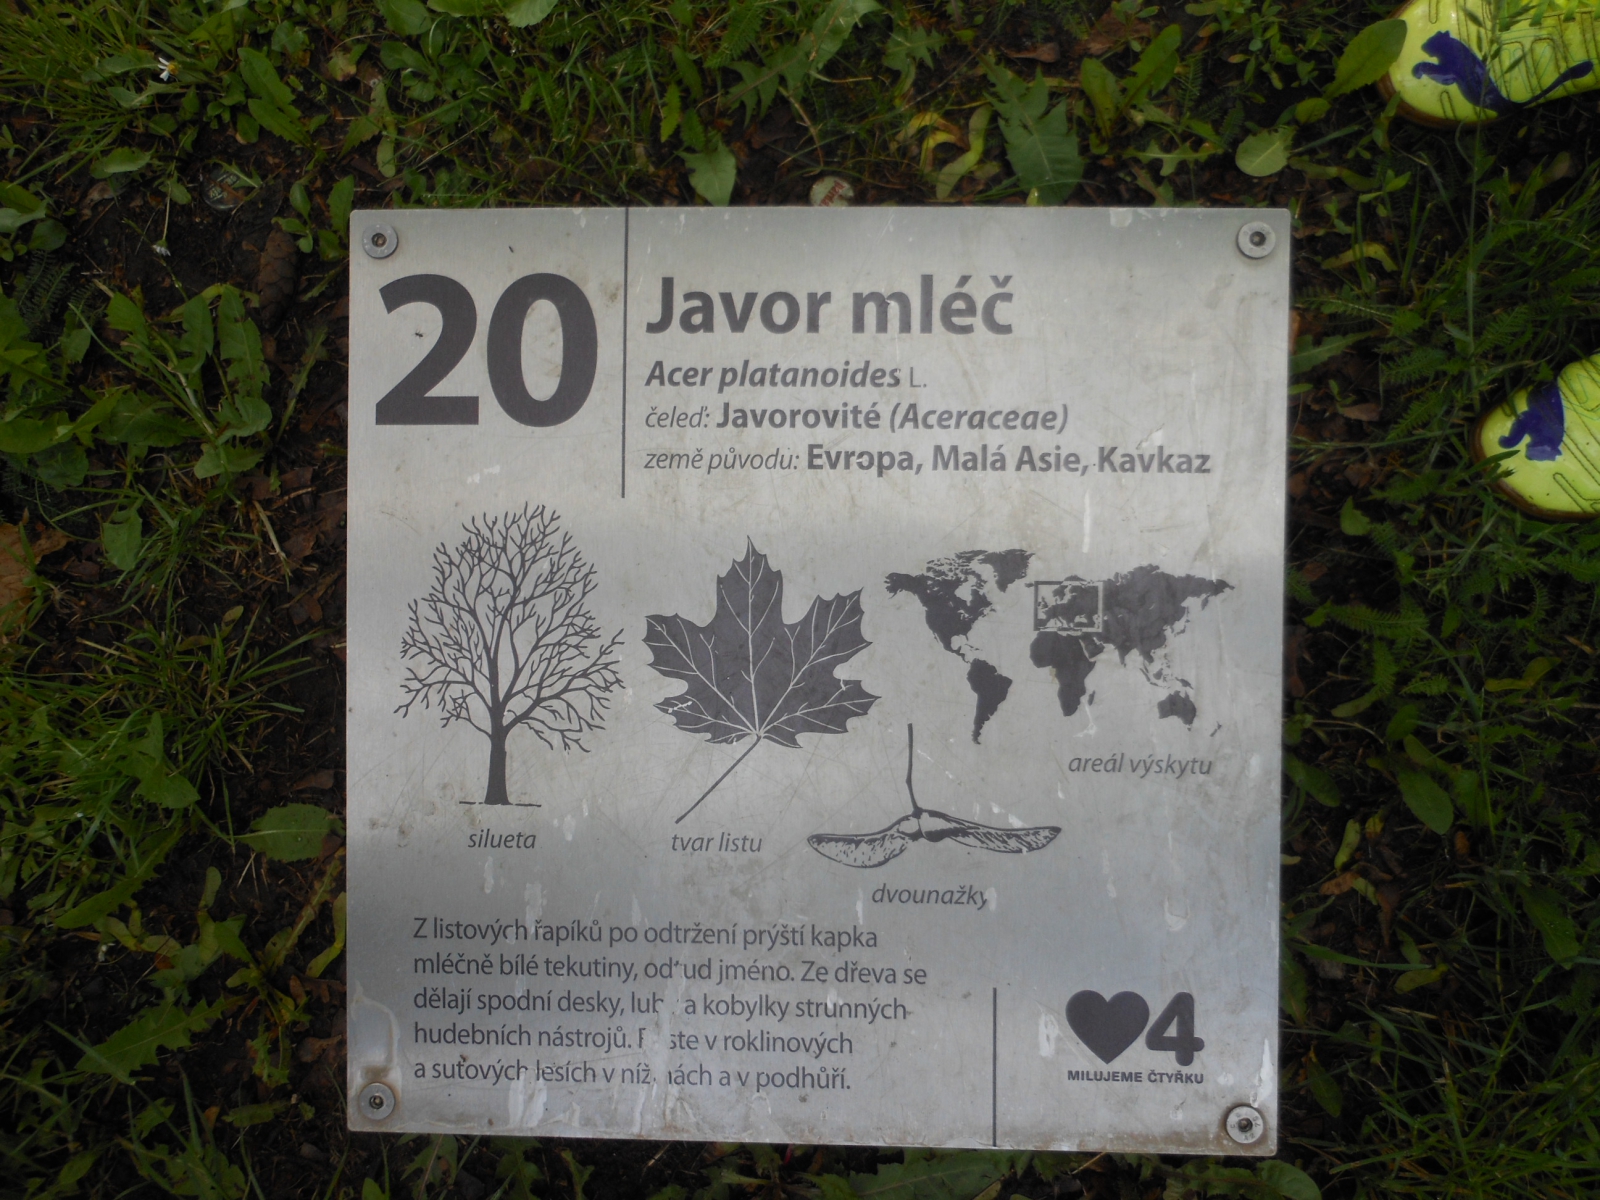 20
Javor mléč
Acer platanoides L.
čeleď: Javorovité (Aceraceae)
země původu: Evropa, Malá Asie, Kavkaz
silueta
tvar listu
dvounažky
areál výskytu
Z listových řapíků po odtržení prýští kapka
mléčně bílé tekutiny, odtud jméno. Ze dřeva se
dělají spodní desky, luby a kobylky strunných
hudebních nástrojů. Roste v roklinových
a suťových lesích v nížinách a v podhůří.
4
MILUJEME ČTYŘKU